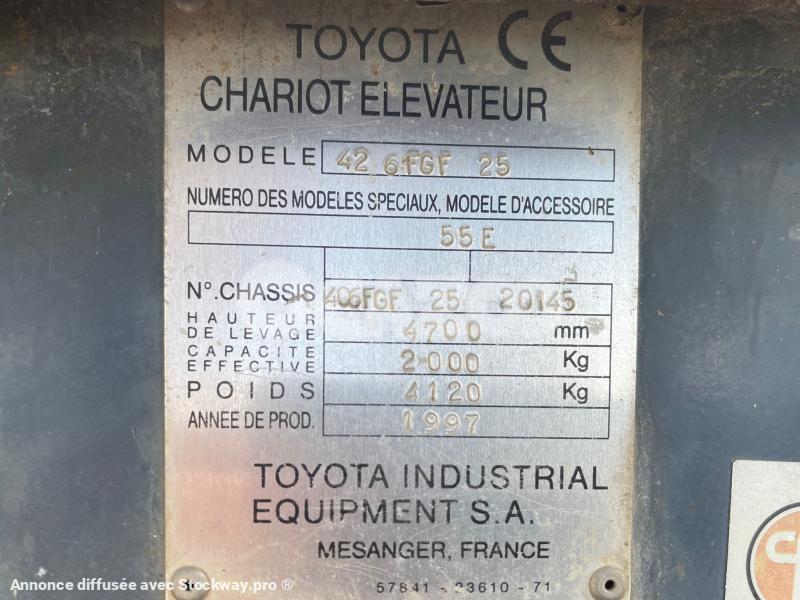 TOYOTA CE
CHARIOT ELEVATEUR
MODELE 42 6FGF 25
NUMERO DES MODELES SPECIAUX, MODELE D'ACCESSOIRE
55E
N°.CHASSIS 406FGF 25 20145
HAUTEUR
DE LEVAGE 4700 mm
CAPACITE
EFFECTIVE 2000 Kg
POIDS 4120 Kg
ANNEE DE PROD. 1997
TOYOTA INDUSTRIAL
EQUIPMENT S.A.
MESANGER, FRANCE
57841 - 23610 - 71
Annonce diffusée avec Stockway.pro ®